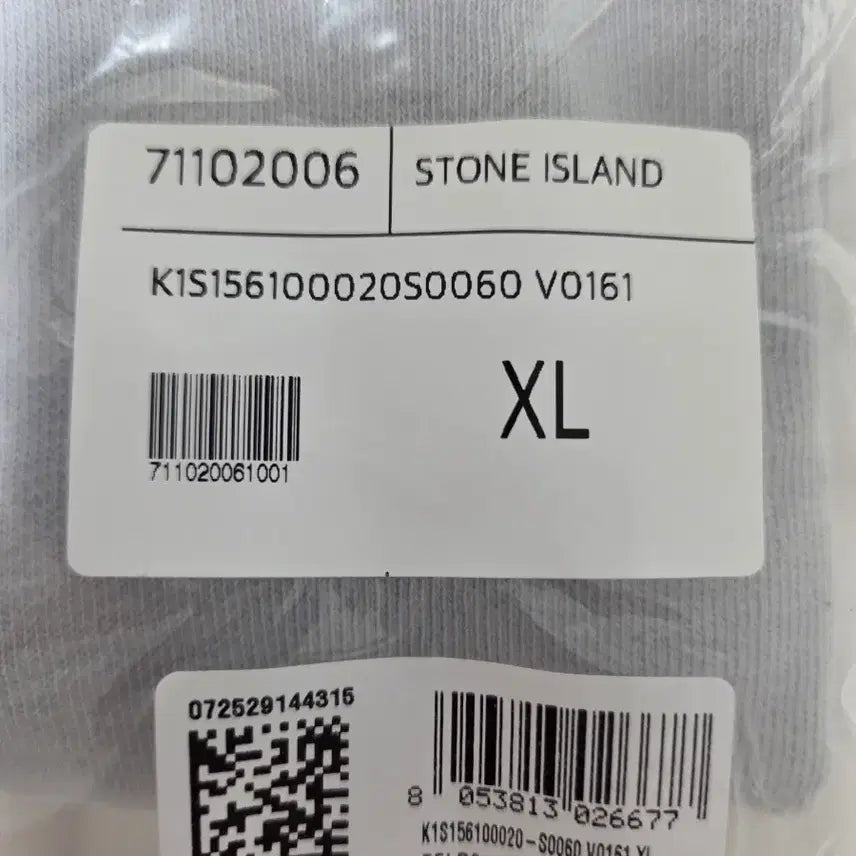 71102006
STONE ISLAND
K1S156100020S0060 V0161
XL
711020061001
072529144315
8 053813 026677
K1S156100020-S0060 V0161 XL